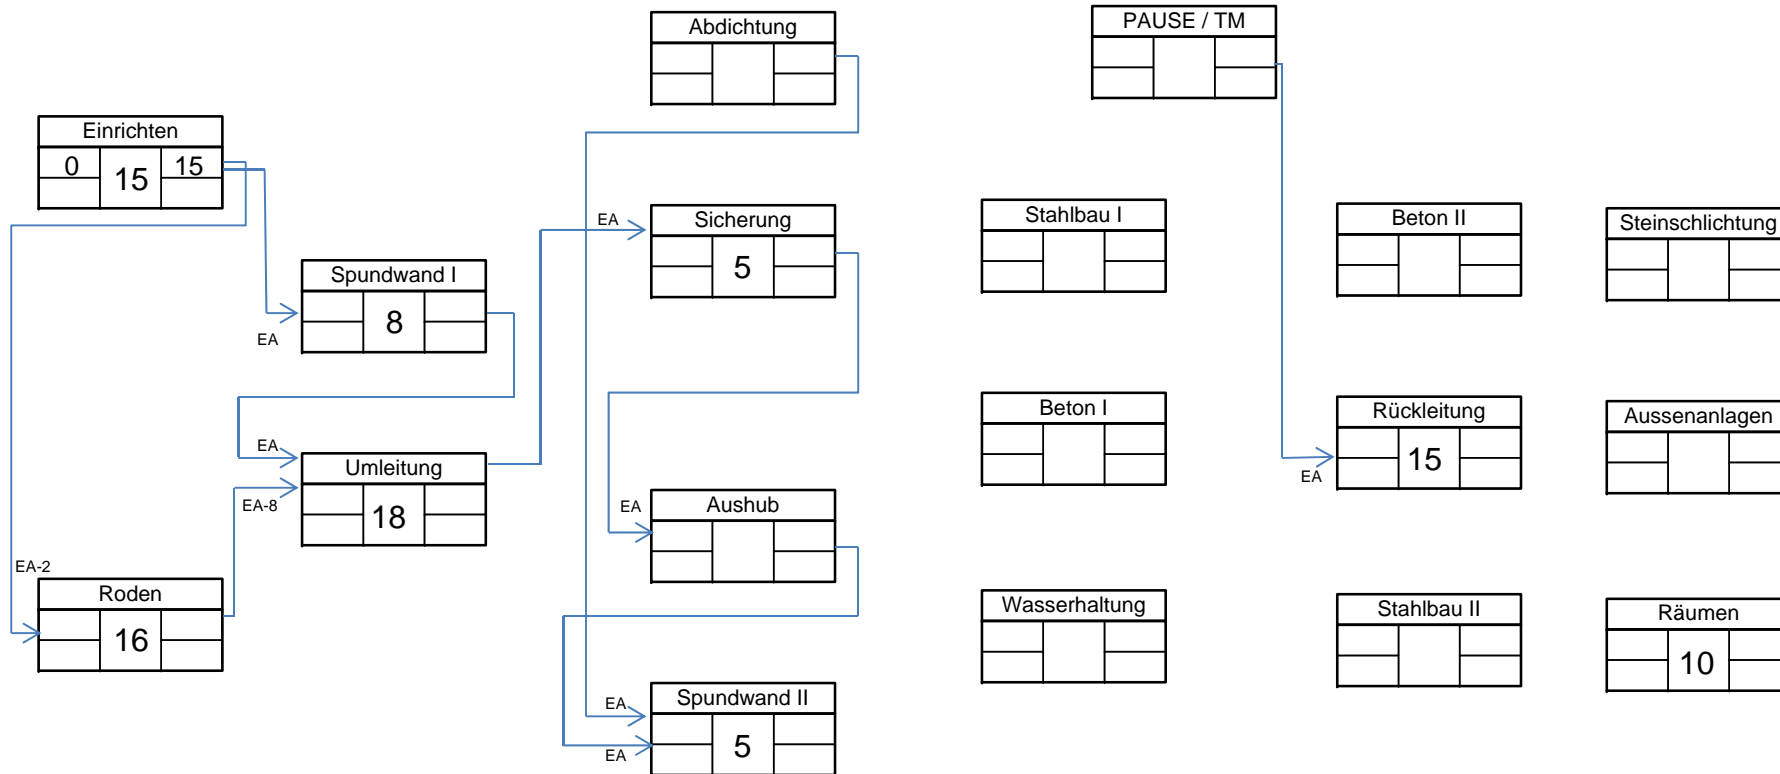 Abdichtung
PAUSE / TM
Einrichten
0 15 15
EA Sicherung
5
Stahlbau I
Beton II
Steinschlichtung
Spundwand I
8
EA
Beton I
Rückleitung
15
EA
Aussenanlagen
EA
Umleitung
18
EA-8
EA Aushub
EA-2
Roden
16
Wasserhaltung
Stahlbau II
Räumen
10
Spundwand II
5
EA
EA